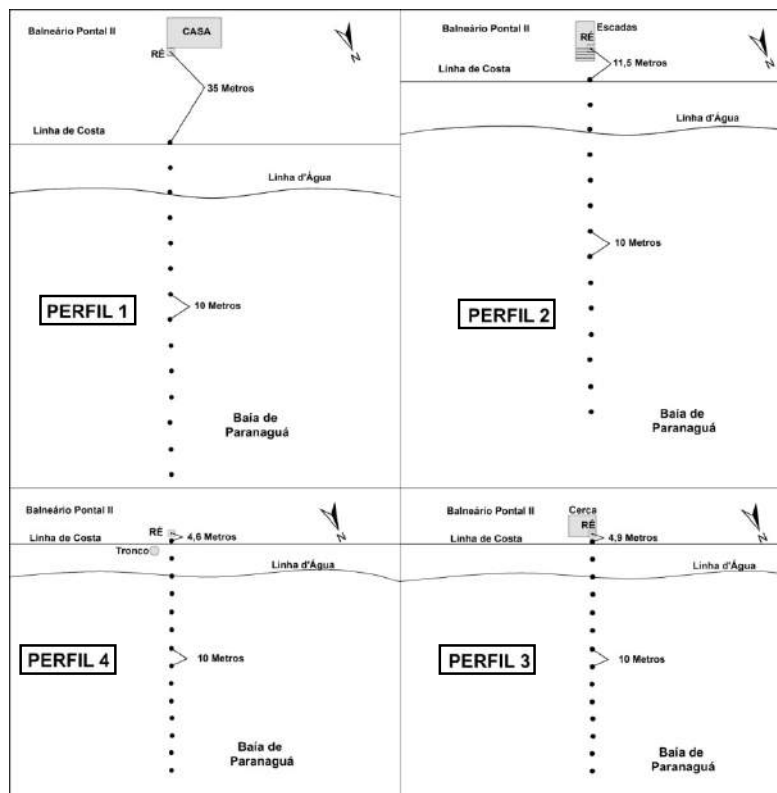 Balneário Pontal II
CASA
RÉ
N
35 Metros
Linha de Costa
Linha d'Água
10 Metros
PERFIL 1
Baía de
Paranaguá
Balneário Pontal II
Escadas
RÉ
N
11,5 Metros
Linha de Costa
Linha d'Água
10 Metros
PERFIL 2
Baía de
Paranaguá
Balneário Pontal II
RÉ
N
4,6 Metros
Linha de Costa
Tronco
Linha d'Água
PERFIL 4
10 Metros
Baía de
Paranaguá
Balneário Pontal II
Cerca
RÉ
N
4,9 Metros
Linha de Costa
Linha d'Água
PERFIL 3
10 Metros
Baía de
Paranaguá